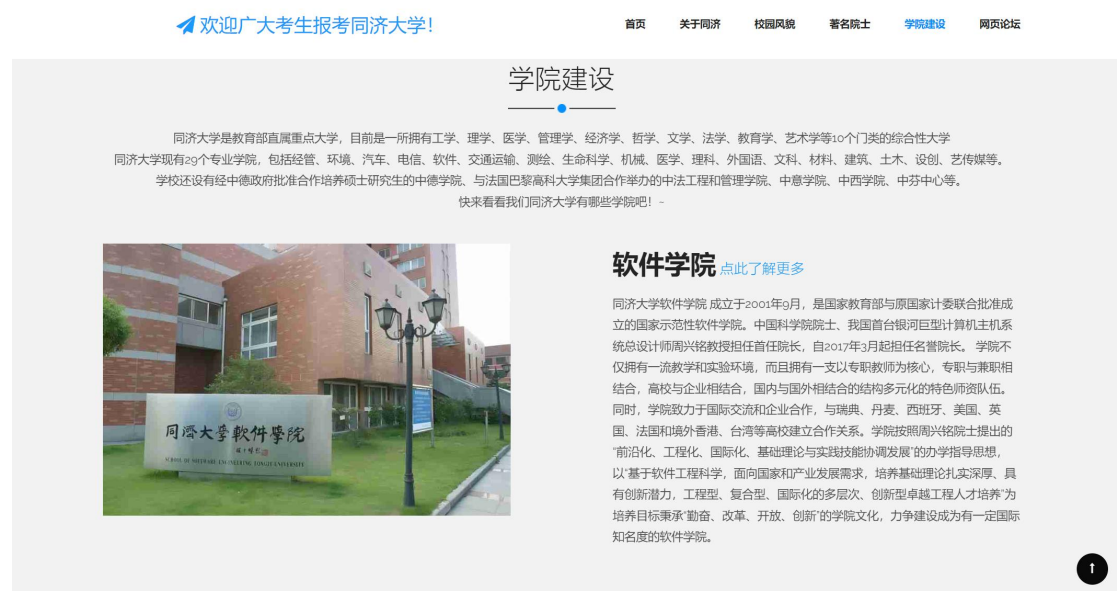 欢迎广大考生报考同济大学！
首页 关于同济 校园风貌 著名院士 学院建设 网页论坛
学院建设
同济大学是教育部直属重点大学，目前是一所拥有工学、理学、医学、管理学、经济学、哲学、文学、法学、教育学、艺术学等10个门类的综合性大学
同济大学现有29个专业学院，包括经管、环境、汽车、电信、软件、交通运输、测绘、生命科学、机械、医学、理科、外国语、文科、材料、建筑、土木、设创、艺传媒等。
学校还设有经中德政府批准合作培养硕士研究生的中德学院、与法国巴黎高科大学集团合作举办的中法工程和管理学院、中意学院、中西学院、中芬中心等。
快来看看我们同济大学有哪些学院吧！~
软件学院 点此了解更多
同济大学软件学院 成立于2001年9月，是国家教育部与原国家计委联合批准成
立的国家示范性软件学院。中国科学院院士、我国首台银河巨型计算机主机系
统总设计师周兴铭教授担任首任院长，自2017年3月起担任名誉院长。 学院不
仅拥有一流教学和实验环境，而且拥有一支以专职教师为核心，专职与兼职相
结合，高校与企业相结合，国内与国外相结合的结构多元化的特色师资队伍。
同时，学院致力于国际交流和企业合作，与瑞典、丹麦、西班牙、美国、英
国、法国和境外香港、台湾等高校建立合作关系。学院按照周兴铭院士提出的
“前沿化、工程化、国际化、基础理论与实践技能协调发展”的办学指导思想，
以“基于软件工程科学，面向国家和产业发展需求，培养基础理论扎实深厚、具
有创新潜力，工程型、复合型、国际化的多层次、创新型卓越工程人才培养”为
培养目标秉承“勤奋、改革、开放、创新”的学院文化，力争建设成为有一定国际
知名度的软件学院。
同濟大學軟件學院
SCHOOL OF SOFTWARE ENGINEERING TONGJI UNIVERSITY